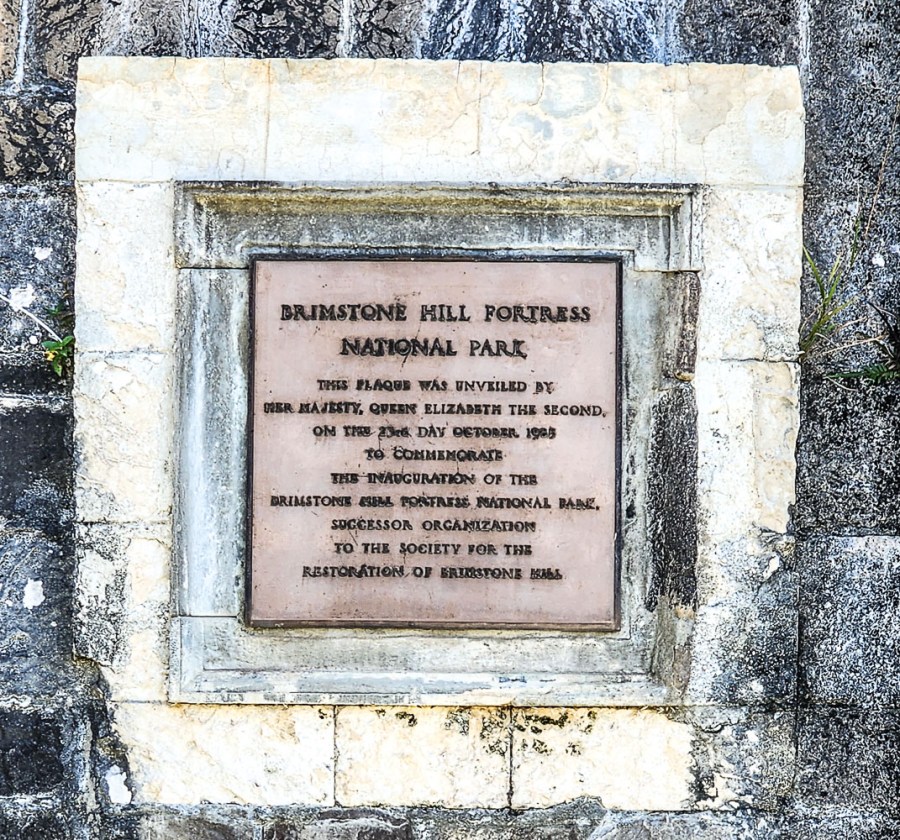 BRIMSTONE HILL FORTRESS
NATIONAL PARK
THIS PLAQUE WAS UNVEILED BY
HER MAJESTY, QUEEN ELIZABETH THE SECOND,
ON THE 23rd DAY OCTOBER 1985
TO COMMEMORATE
THE INAUGURATION OF THE
BRIMSTONE HILL FORTRESS NATIONAL PARK,
SUCCESSOR ORGANIZATION
TO THE SOCIETY FOR THE
RESTORATION OF BRIMSTONE HILL